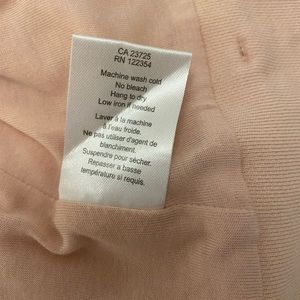 CA 23725
RN 122354
Machine wash cold
No bleach
Hang to dry
Low iron if needed
Laver à la machine
à l'eau froide.
Ne pas utiliser d'agent de
blanchiment.
Suspendre pour sécher.
Repasser a basse
température si requis.